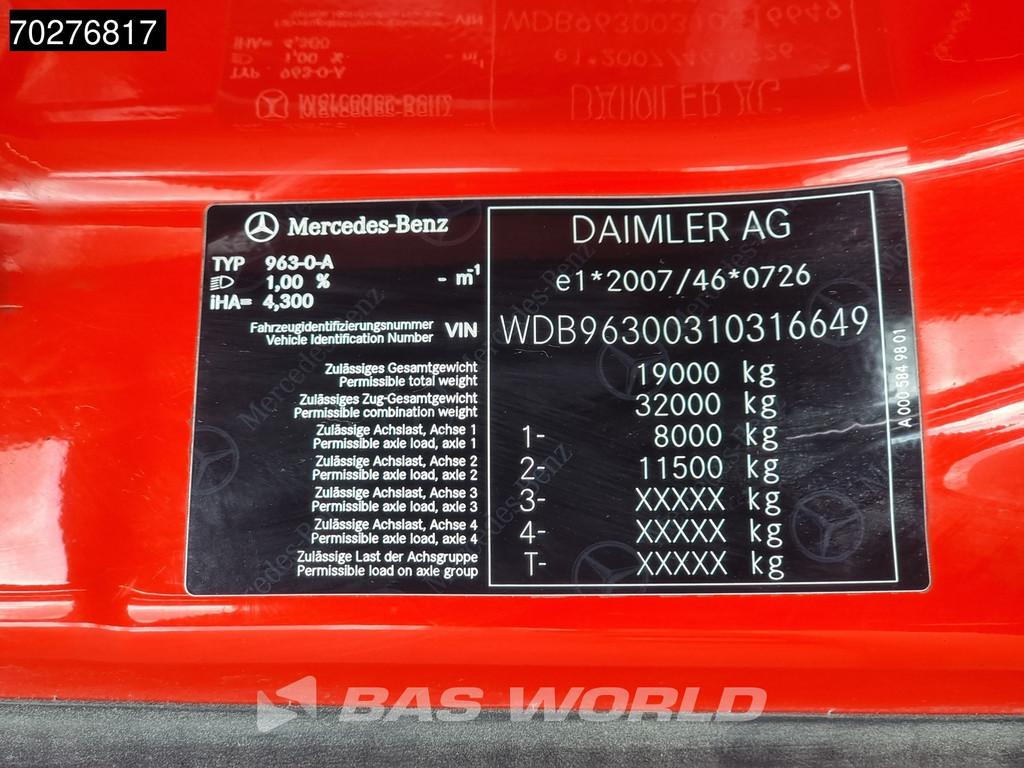 70276817
Mercedes-Benz
TYP 963-0-A
1,00 % - m-1
iHA= 4,300
DAIMLER AG
e1*2007/46*0726
Fahrzeugidentifizierungsnummer
Vehicle Identification Number
VIN
WDB96300310316649
Zulässiges Gesamtgewicht
Permissible total weight
19000 kg
Zulässiges Zug-Gesamtgewicht
Permissible combination weight
32000 kg
Zulässige Achslast, Achse 1
Permissible axle load, axle 1
1- 8000 kg
Zulässige Achslast, Achse 2
Permissible axle load, axle 2
2- 11500 kg
Zulässige Achslast, Achse 3
Permissible axle load, axle 3
3- XXXXX kg
Zulässige Achslast, Achse 4
Permissible axle load, axle 4
4- XXXXX kg
Zulässige Last der Achsgruppe
Permissible load on axle group
T- XXXXX kg
A 000 584 98 01
BAS WORLD